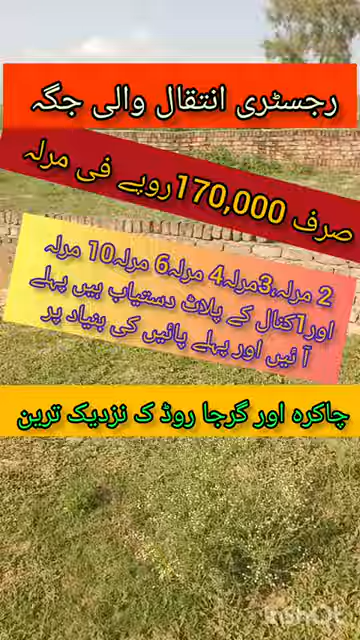 رجسٹری انتقال والی جگہ
صرف 170,000روپے فی مرلہ
2 مرلہ،3مرلہ4 مرلہ6 مرلہ10 مرلہ
اور1کنال کے پلاٹ دستیاب ہیں پہلے
آئیں اور پہلے پائیں کی بنیاد پر
چاکرہ اور گرجا روڈ ک نزدیک ترین
InShot